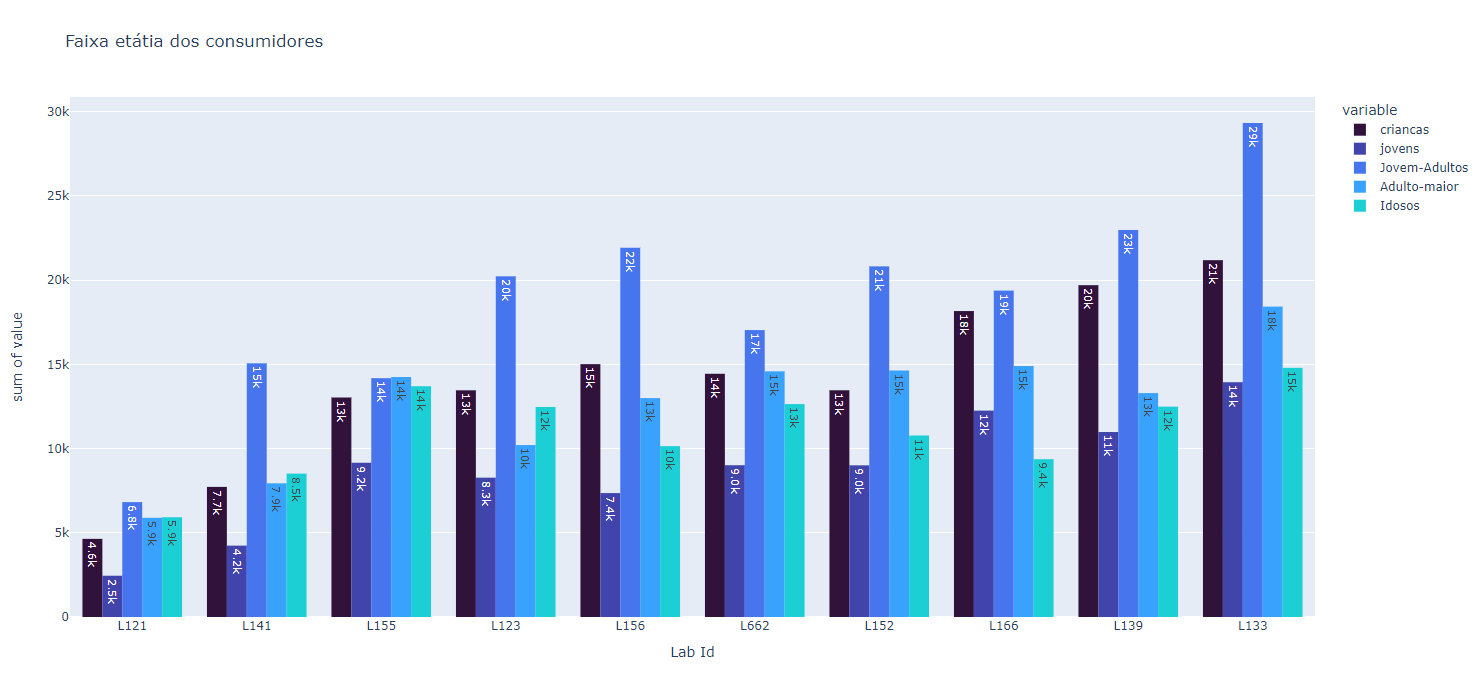 Faixa etátia dos consumidores
variable
criancas
jovens
Jovem-Adultos
Adulto-maior
Idosos
sum of value
30k
25k
20k
15k
10k
5k
0
4.6k 2.5k 6.8k 5.9k 5.9k
7.7k 4.2k 15k 7.9k 8.5k
13k 9.2k 14k 14k 14k
13k 8.3k 20k 10k 12k
15k 7.4k 22k 13k 10k
14k 9.0k 17k 15k 13k
13k 9.0k 21k 15k 11k
18k 12k 19k 15k 9.4k
20k 11k 23k 13k 12k
21k 14k 29k 18k 15k
L121 L141 L155 L123 L156 L662 L152 L166 L139 L133
Lab Id